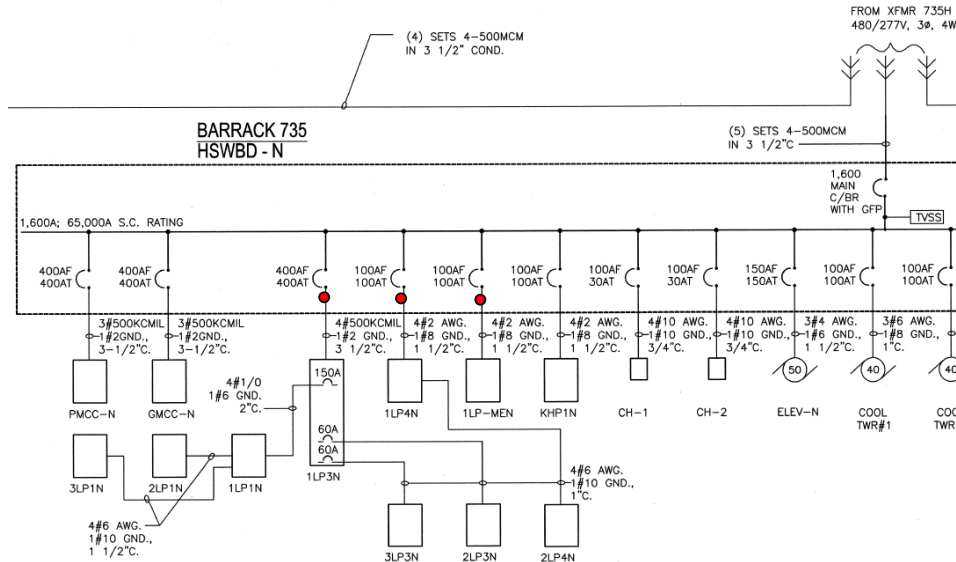 FROM XFMR 735H
480/277V, 3ø, 4W
(4) SETS 4-500MCM
IN 3 1/2" COND.
BARRACK 735
HSWBD - N
(5) SETS 4-500MCM
IN 3 1/2"C
1,600
MAIN
C/BR
WITH GFP
TVSS
1,600A; 65,000A S.C. RATING
400AF
400AT
400AF
400AT
400AF
400AT
100AF
100AT
100AF
100AT
100AF
100AT
100AF
30AT
100AF
30AT
150AF
150AT
100AF
100AT
100AF
100AT
3#500KCMIL
1#2GND.,
3-1/2"C.
3#500KCMIL
1#2GND.,
3-1/2"C.
4#500KCMIL
1#2 GND.,
3 1/2"C.
4#2 AWG.
1#8 GND.,
1 1/2"C.
4#2 AWG.
1#8 GND.,
1 1/2"C.
4#2 AWG.
1#8 GND.,
1 1/2"C.
4#10 AWG.
1#10 GND.,
3/4"C.
4#10 AWG.
1#10 GND.,
3/4"C.
3#4 AWG.
1#6 GND.,
1 1/2"C.
3#6 AWG.
1#8 GND.,
1"C.
PMCC-N
GMCC-N
4#1/0
1#6 GND.
2"C.
150A
60A
60A
1LP3N
1LP4N
1LP-MEN
KHP1N
CH-1
CH-2
50
ELEV-N
40
COOL
TWR#1
40
COO
TWR
3LP1N
2LP1N
1LP1N
4#6 AWG.
1#10 GND.,
1 1/2"C.
4#6 AWG.
1#10 GND.,
1"C.
3LP3N
2LP3N
2LP4N